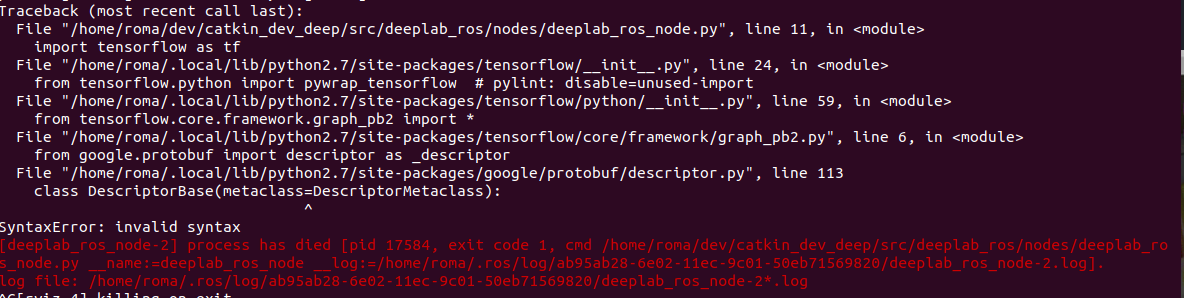 Traceback (most recent call last):
  File "/home/roma/dev/catkin_dev_deep/src/deeplab_ros/nodes/deeplab_ros_node.py", line 11, in <module>
    import tensorflow as tf
  File "/home/roma/.local/lib/python2.7/site-packages/tensorflow/__init__.py", line 24, in <module>
    from tensorflow.python import pywrap_tensorflow  # pylint: disable=unused-import
  File "/home/roma/.local/lib/python2.7/site-packages/tensorflow/python/__init__.py", line 59, in <module>
    from tensorflow.core.framework.graph_pb2 import *
  File "/home/roma/.local/lib/python2.7/site-packages/tensorflow/core/framework/graph_pb2.py", line 6, in <module>
    from google.protobuf import descriptor as _descriptor
  File "/home/roma/.local/lib/python2.7/site-packages/google/protobuf/descriptor.py", line 113
    class DescriptorBase(metaclass=DescriptorMetaclass):
                                  ^
SyntaxError: invalid syntax
[deeplab_ros_node-2] process has died [pid 17584, exit code 1, cmd /home/roma/dev/catkin_dev_deep/src/deeplab_ros/nodes/deeplab_ro
s_node.py __name:=deeplab_ros_node __log:=/home/roma/.ros/log/ab95ab28-6e02-11ec-9c01-50eb71569820/deeplab_ros_node-2.log].
log file: /home/roma/.ros/log/ab95ab28-6e02-11ec-9c01-50eb71569820/deeplab_ros_node-2*.log
^C[rviz-4] killing on exit